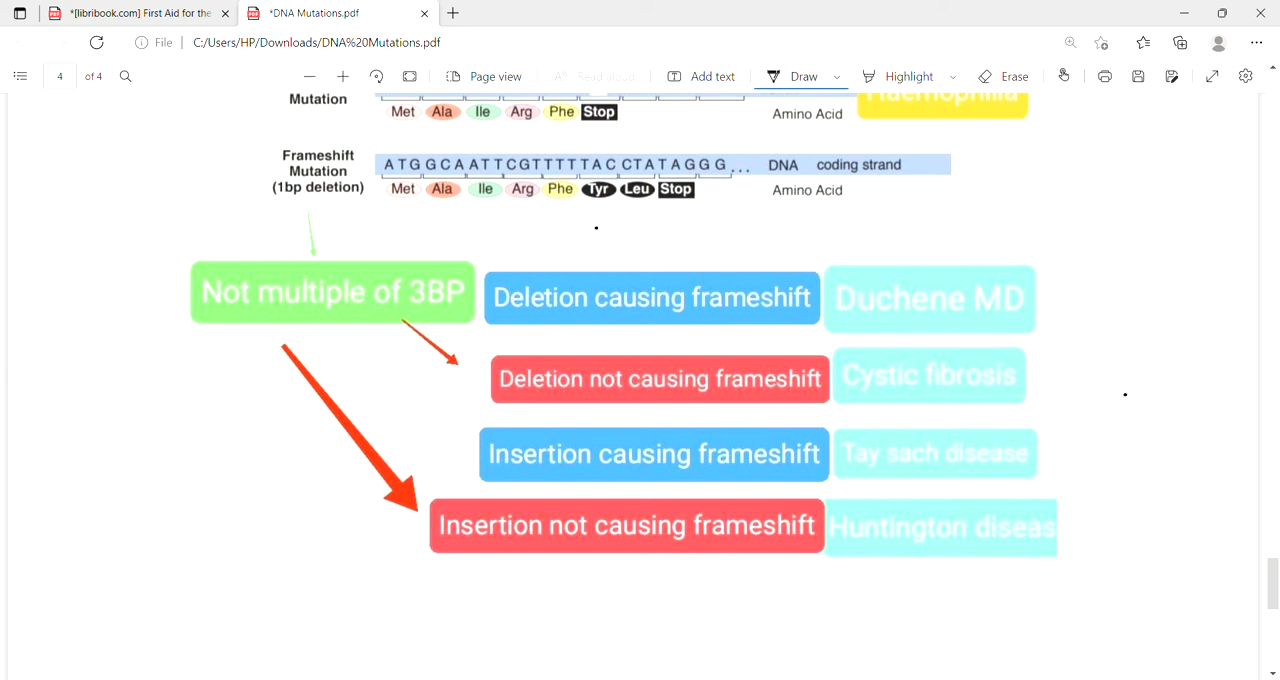 *[libribook.com] First Aid for the
*DNA Mutations.pdf
File
C:/Users/HP/Downloads/DNA%20Mutations.pdf
4 of 4
Page view
Read aloud
Add text
Draw
Highlight
Erase
Mutation
Met Ala Ile Arg Phe Stop
Amino Acid
Haemophilia
Frameshift
Mutation
(1bp deletion)
ATGGCAATTCGTTTTTACCTATAGGG...
DNA coding strand
Met Ala Ile Arg Phe Tyr Leu Stop
Amino Acid
Not multiple of 3BP
Deletion causing frameshift
Duchene MD
Deletion not causing frameshift
Cystic fibrosis
Insertion causing frameshift
Tay sach disease
Insertion not causing frameshift
Huntington diseas